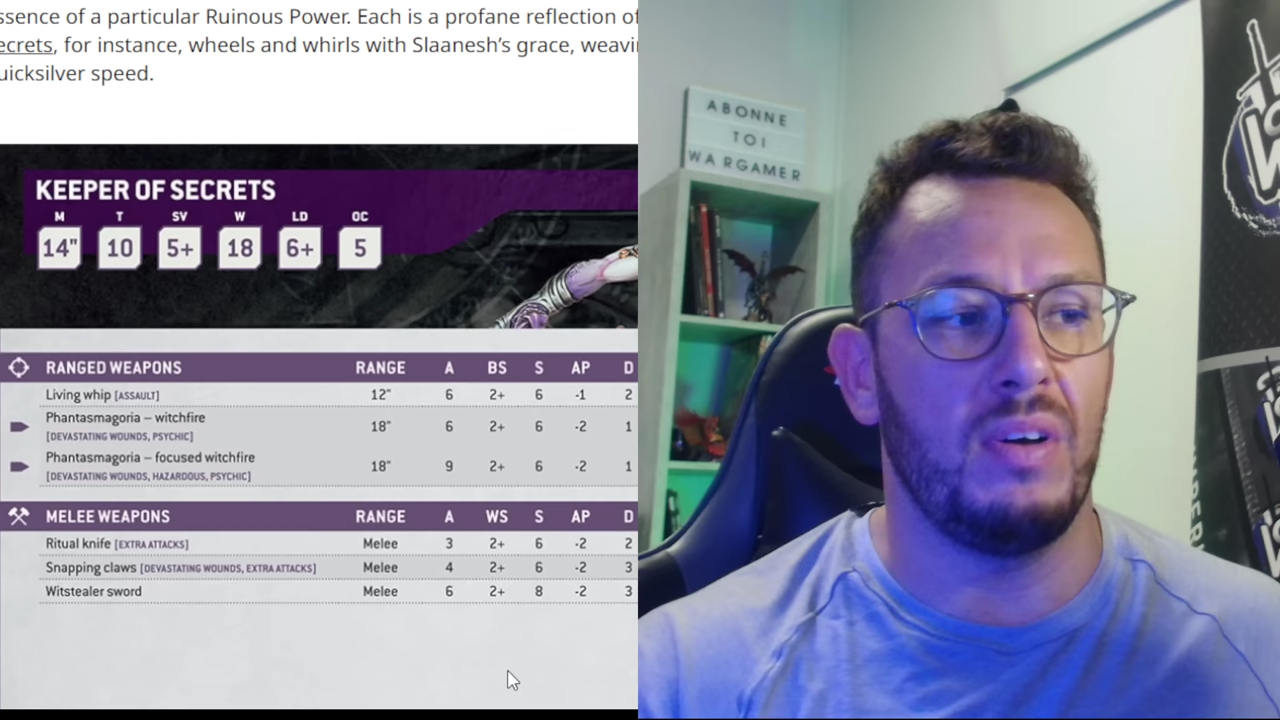 ssence of a particular Ruinous Power. Each is a profane reflection of
ecrets, for instance, wheels and whirls with Slaanesh’s grace, weavi
uicksilver speed.
KEEPER OF SECRETS
M T SV W LD OC
14" 10 5+ 18 6+ 5
RANGED WEAPONS RANGE A BS S AP D
Living whip [ASSAULT] 12" 6 2+ 6 -1 2
Phantasmagoria – witchfire
[DEVASTATING WOUNDS, PSYCHIC] 18" 6 2+ 6 -2 1
Phantasmagoria – focused witchfire
[DEVASTATING WOUNDS, HAZARDOUS, PSYCHIC] 18" 9 2+ 6 -2 1
MELEE WEAPONS RANGE A WS S AP D
Ritual knife [EXTRA ATTACKS] Melee 3 2+ 6 -2 2
Snapping claws [DEVASTATING WOUNDS, EXTRA ATTACKS] Melee 4 2+ 6 -2 3
Witstealer sword Melee 6 2+ 8 -2 3
ABONNE
TOI
WARGAMER